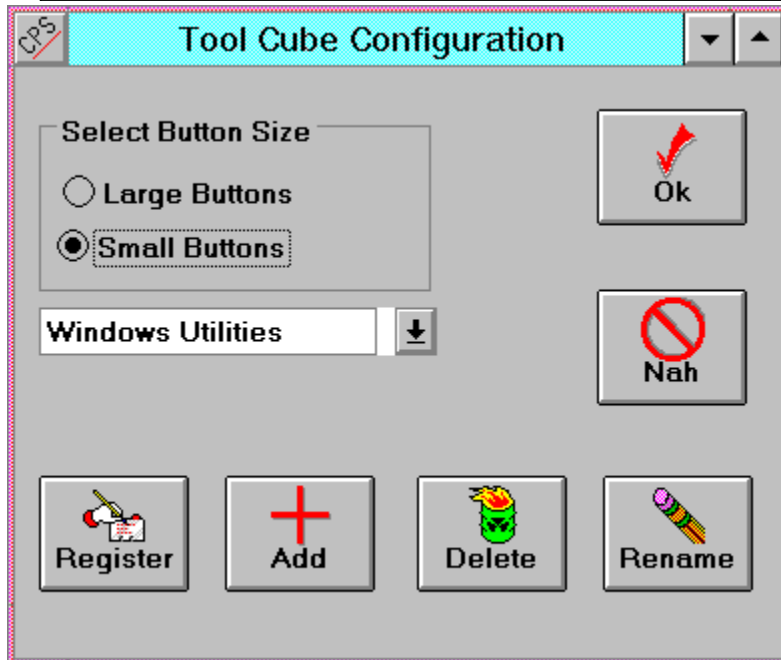 CPS
Tool Cube Configuration
Select Button Size
Large Buttons
Small Buttons
Ok
Windows Utilities
Nah
Register
Add
Delete
Rename